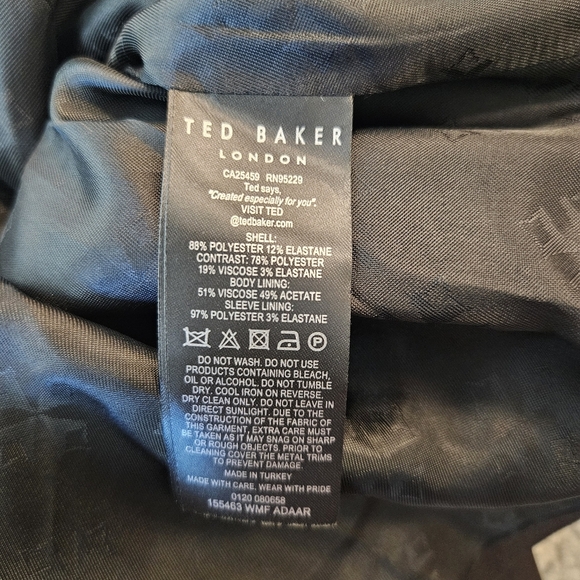 TED BAKER
LONDON
CA25459 RN95229
Ted says,
"Created especially for you".
VISIT TED
@tedbaker.com
SHELL:
88% POLYESTER 12% ELASTANE
CONTRAST: 78% POLYESTER
19% VISCOSE 3% ELASTANE
BODY LINING:
51% VISCOSE 49% ACETATE
SLEEVE LINING:
97% POLYESTER 3% ELASTANE
P
DO NOT WASH. DO NOT USE
PRODUCTS CONTAINING BLEACH,
OIL OR ALCOHOL. DO NOT TUMBLE
DRY. COOL IRON ON REVERSE.
DRY CLEAN ONLY. DO NOT LEAVE IN
DIRECT SUNLIGHT. DUE TO THE
CONSTRUCTION OF THE FABRIC OF
THIS GARMENT, EXTRA CARE MUST
BE TAKEN AS IT MAY SNAG ON SHARP
OR ROUGH OBJECTS. PRIOR TO
CLEANING COVER THE METAL TRIMS
TO PREVENT DAMAGE.
MADE IN TURKEY
MADE WITH CARE. WEAR WITH PRIDE
0120 080658
155463 WMF ADAAR